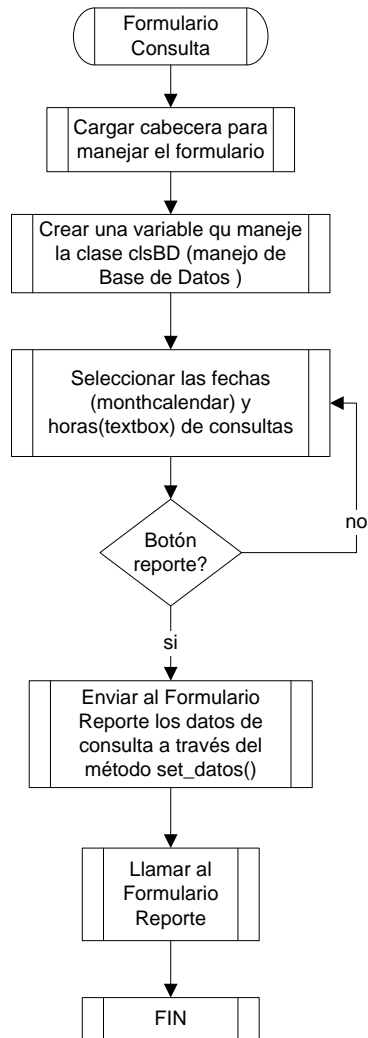 Formulario
Consulta
Cargar cabecera para
manejar el formulario
Crear una variable qu maneje
la clase clsBD (manejo de
Base de Datos )
Seleccionar las fechas
(monthcalendar) y
horas(textbox) de consultas
no
Botón
reporte?
si
Enviar al Formulario
Reporte los datos de
consulta a través del
método set_datos()
Llamar al
Formulario
Reporte
FIN